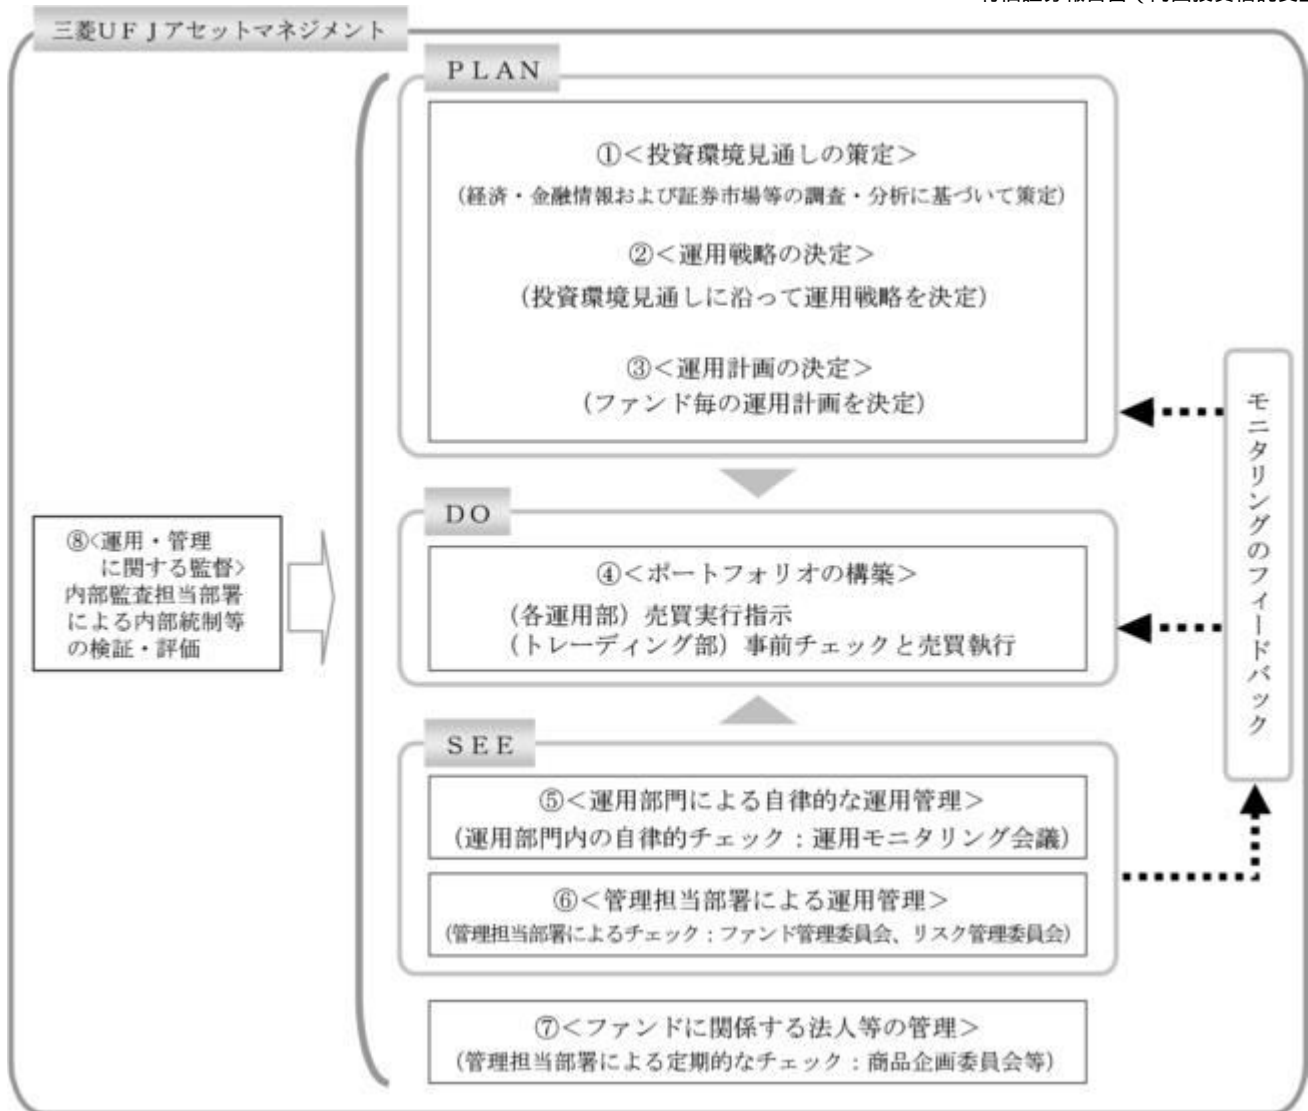 三菱UFJアセットマネジメント
PLAN
①<投資環境見通しの策定>
(経済・金融情報および証券市場等の調査・分析に基づいて策定)
②<運用戦略の決定>
(投資環境見通しに沿って運用戦略を決定)
③<運用計画の決定>
(ファンド毎の運用計画を決定)
DO
④<ポートフォリオの構築>
(各運用部)売買実行指示
(トレーディング部)事前チェックと売買執行
SEE
⑤<運用部門による自律的な運用管理>
(運用部門内の自律的チェック:運用モニタリング会議)
⑥<管理担当部署による運用管理>
(管理担当部署によるチェック:ファンド管理委員会、リスク管理委員会)
⑦<ファンドに関係する法人等の管理>
(管理担当部署による定期的なチェック:商品企画委員会等)
⑧<運用・管理
に関する監督>
内部監査担当部署
による内部統制等
の検証・評価
モニタリングのフィードバック